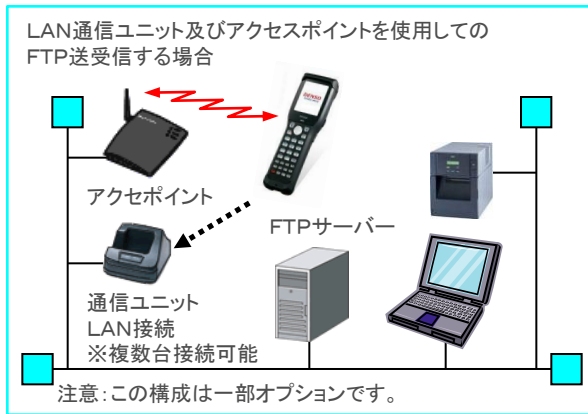 LAN通信ユニット及びアクセスポイントを使用しての
FTP送受信する場合
DENSO
アクセポイント
FTPサーバー
通信ユニット
LAN接続
※複数台接続可能
注意:この構成は一部オプションです。